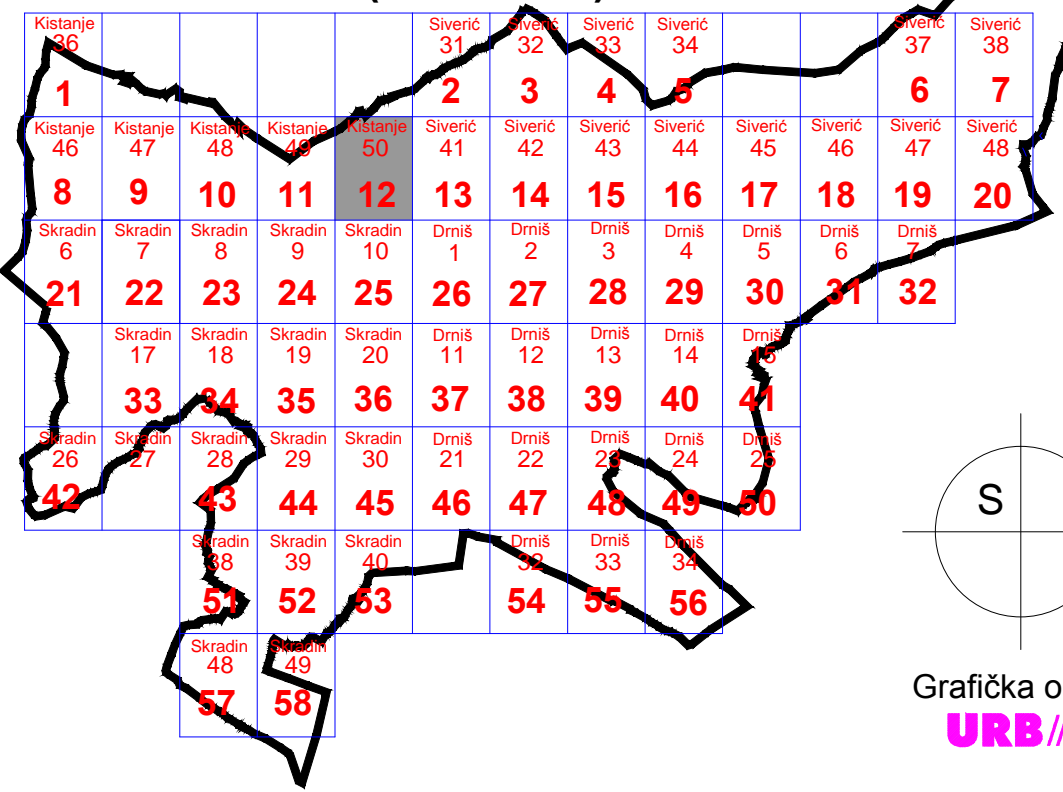 Kistanje Siverić Siverić Siverić Siverić Siverić Siverić
36 31 32 33 34 37 38
1 2 3 4 5 6 7
Kistanje Kistanje Kistanje Kistanje Kistanje Siverić Siverić Siverić Siverić Siverić Siverić Siverić Siverić
46 47 48 49 50 41 42 43 44 45 46 47 48
8 9 10 11 12 13 14 15 16 17 18 19 20
Skradin Skradin Skradin Skradin Skradin Drniš Drniš Drniš Drniš Drniš Drniš Drniš
6 7 8 9 10 1 2 3 4 5 6 7
21 22 23 24 25 26 27 28 29 30 31 32
Skradin Skradin Skradin Skradin Drniš Drniš Drniš Drniš Drniš
17 18 19 20 11 12 13 14 15
33 34 35 36 37 38 39 40 41
Skradin Skradin Skradin Skradin Skradin Drniš Drniš Drniš Drniš Drniš
26 27 28 29 30 21 22 23 24 25
42 43 44 45 46 47 48 49 50
Skradin Skradin Skradin Drniš Drniš Drniš
38 39 40 32 33 34
51 52 53 54 55 56
Skradin Skradin
48 49
57 58
S
Grafička o
URB//